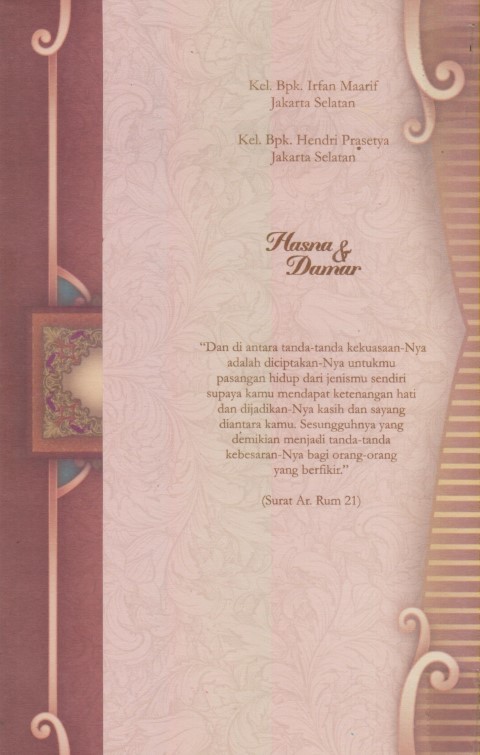 Kel. Bpk. Irfan Maarif
Jakarta Selatan
Kel. Bpk. Hendri Prasetya
Jakarta Selatan
Hasna &
Damar
“Dan di antara tanda-tanda kekuasaan-Nya
adalah diciptakan-Nya untukmu
pasangan hidup dari jenismu sendiri
supaya kamu mendapat ketenangan hati
dan dijadikan-Nya kasih dan sayang
diantara kamu. Sesungguhnya yang
demikian menjadi tanda-tanda
kebesaran-Nya bagi orang-orang
yang berfikir.”
(Surat Ar. Rum 21)